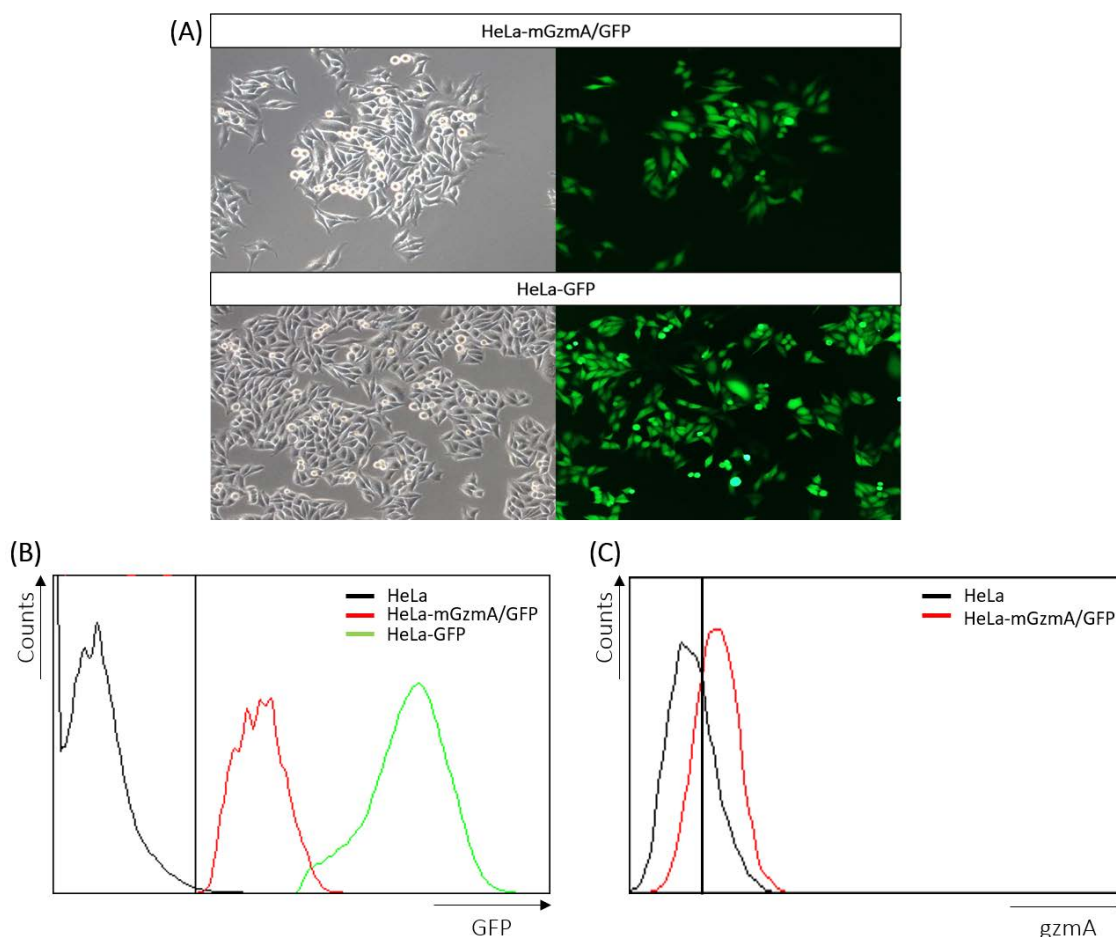 (A)
HeLa-mGzmA/GFP
HeLa-GFP
(B)
Counts
HeLa
HeLa-mGzmA/GFP
HeLa-GFP
GFP
(C)
Counts
HeLa
HeLa-mGzmA/GFP
gzmA